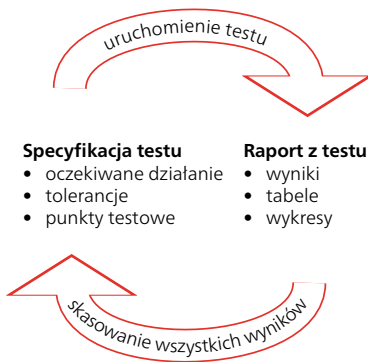 uruchomienie testu
Specyfikacja testu
• oczekiwane działanie
• tolerancje
• punkty testowe
Raport z testu
• wyniki
• tabele
• wykresy
skasowanie wszystkich wyników